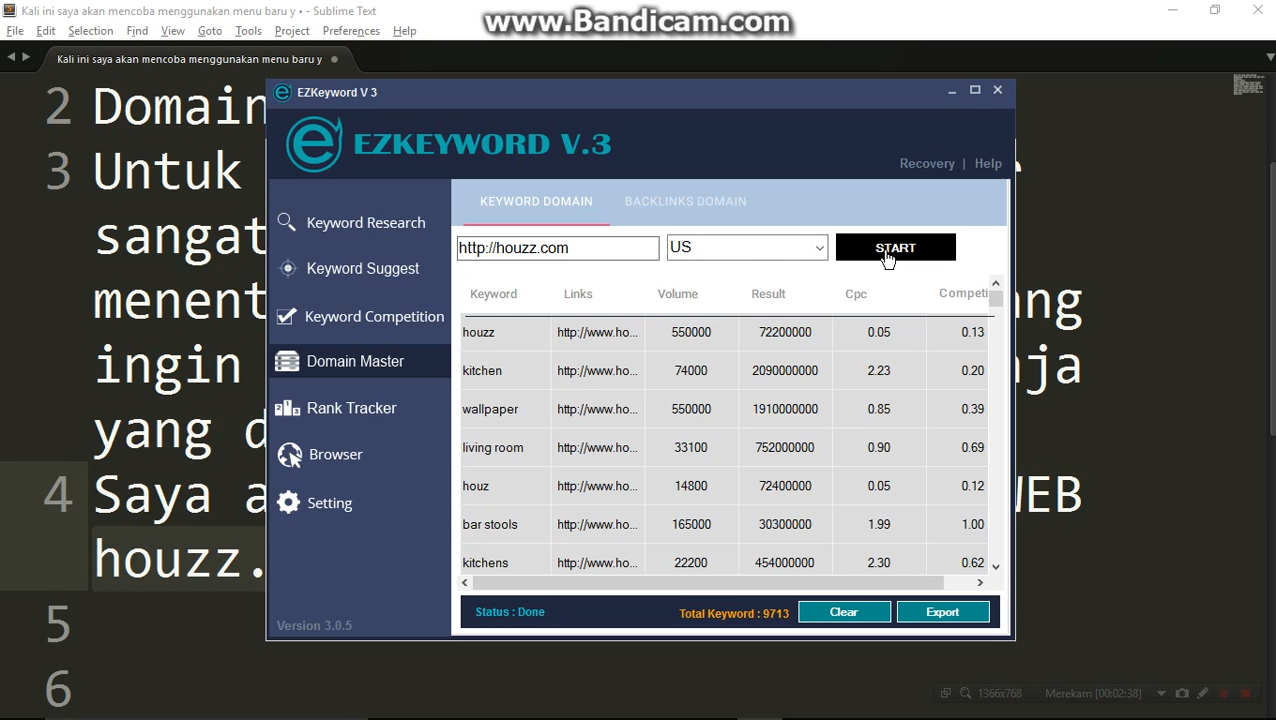 Kali ini saya akan mencoba menggunakan menu baru y • - Sublime Text
www.Bandicam.com
File Edit Selection Find View Goto Tools Project Preferences Help
Kali ini saya akan mencoba menggunakan menu baru y
EZKeyword V 3
2 Domain
EZKEYWORD V.3
Recovery | Help
3 Untuk
KEYWORD DOMAIN BACKLINKS DOMAIN
Keyword Research
sangat
http://houzz.com US START
Keyword Suggest
Keyword Links Volume Result Cpc Competi
menent
ang
Keyword Competition
houzz http://www.ho... 550000 72200000 0.05 0.13
Domain Master
ingin
nja
kitchen http://www.ho... 74000 2090000000 2.23 0.20
Rank Tracker
wallpaper http://www.ho... 550000 1910000000 0.85 0.39
yang d
living room http://www.ho... 33100 752000000 0.90 0.69
Browser
houz http://www.ho... 14800 72400000 0.05 0.12
4 Saya a
WEB
Setting
bar stools http://www.ho... 165000 30300000 1.99 1.00
houzz.
kitchens http://www.ho... 22200 454000000 2.30 0.62
Status : Done Total Keyword : 9713 Clear Export
5
Version 3.0.5
6
1366x768 Merekam [00:02:38]